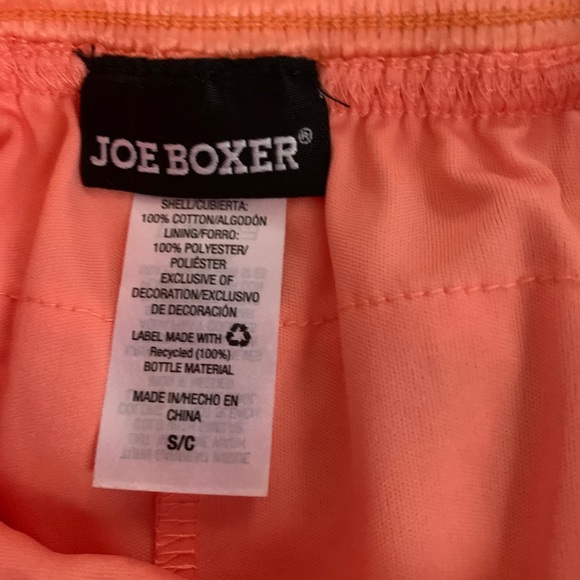 JOE BOXER®
SHELL/CUBIERTA:
100% COTTON/ALGODÓN
LINING/FORRO:
100% POLYESTER/
POLIÉSTER
EXCLUSIVE OF
DECORATION/EXCLUSIVO
DE DECORACIÓN
LABEL MADE WITH
Recycled (100%)
BOTTLE MATERIAL
MADE IN/HECHO EN
CHINA
S/C